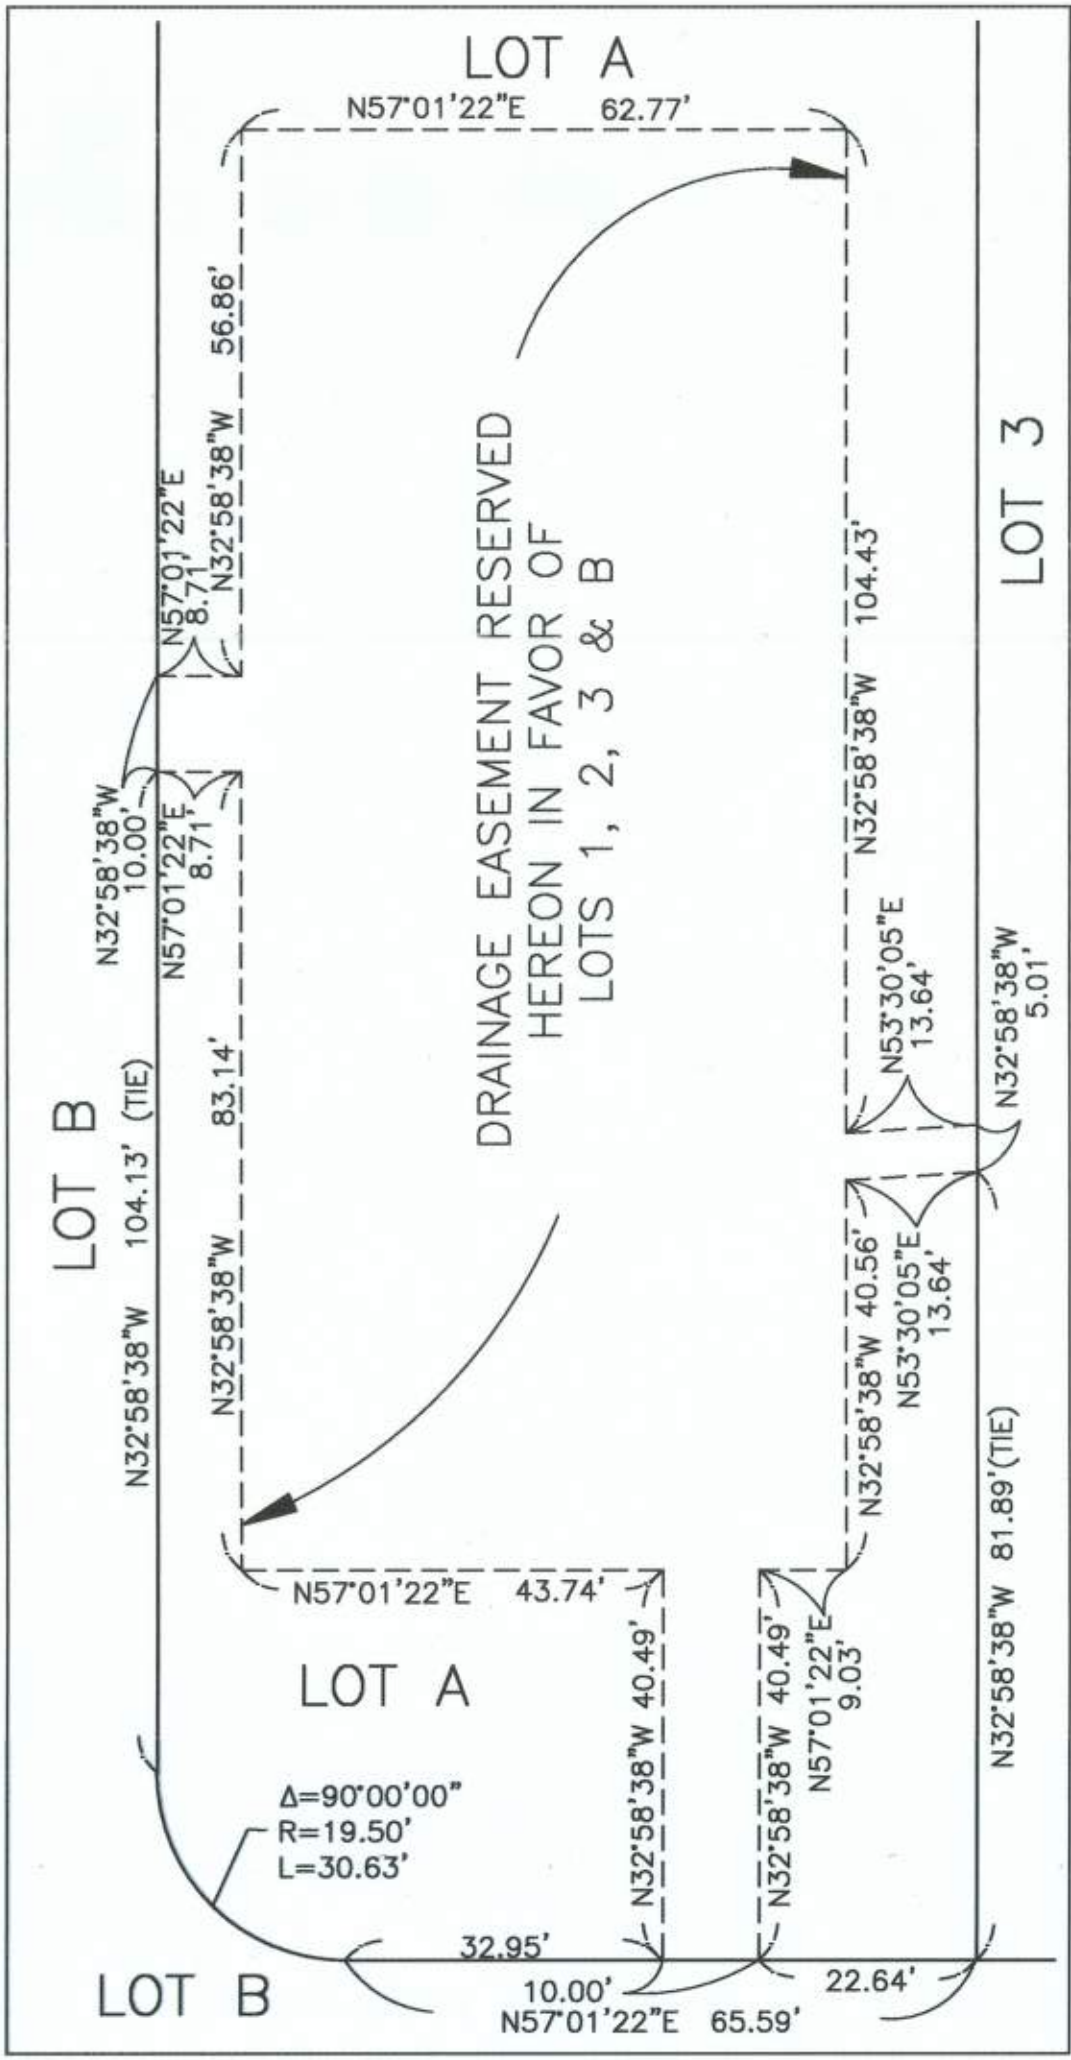 LOT A
N57°01'22"E 62.77'
N32°58'38"W 56.86'
N57°01'22"E
8.71'
N32°58'38"W
10.00'
N57°01'22"E
8.71'
LOT B
N32°58'38"W 104.13' (TIE)
N32°58'38"W 83.14'
DRAINAGE EASEMENT RESERVED
HEREON IN FAVOR OF
LOTS 1, 2, 3 & B
LOT 3
N32°58'38"W 104.43'
N53°30'05"E
13.64'
N32°58'38"W
5.01'
N53°30'05"E
13.64'
N32°58'38"W 40.56'
N32°58'38"W 81.89'(TIE)
N57°01'22"E 43.74'
N57°01'22"E
9.03'
N32°58'38"W 40.49'
N32°58'38"W 40.49'
LOT A
Δ=90°00'00"
R=19.50'
L=30.63'
32.95'
10.00'
22.64'
N57°01'22"E 65.59'
LOT B